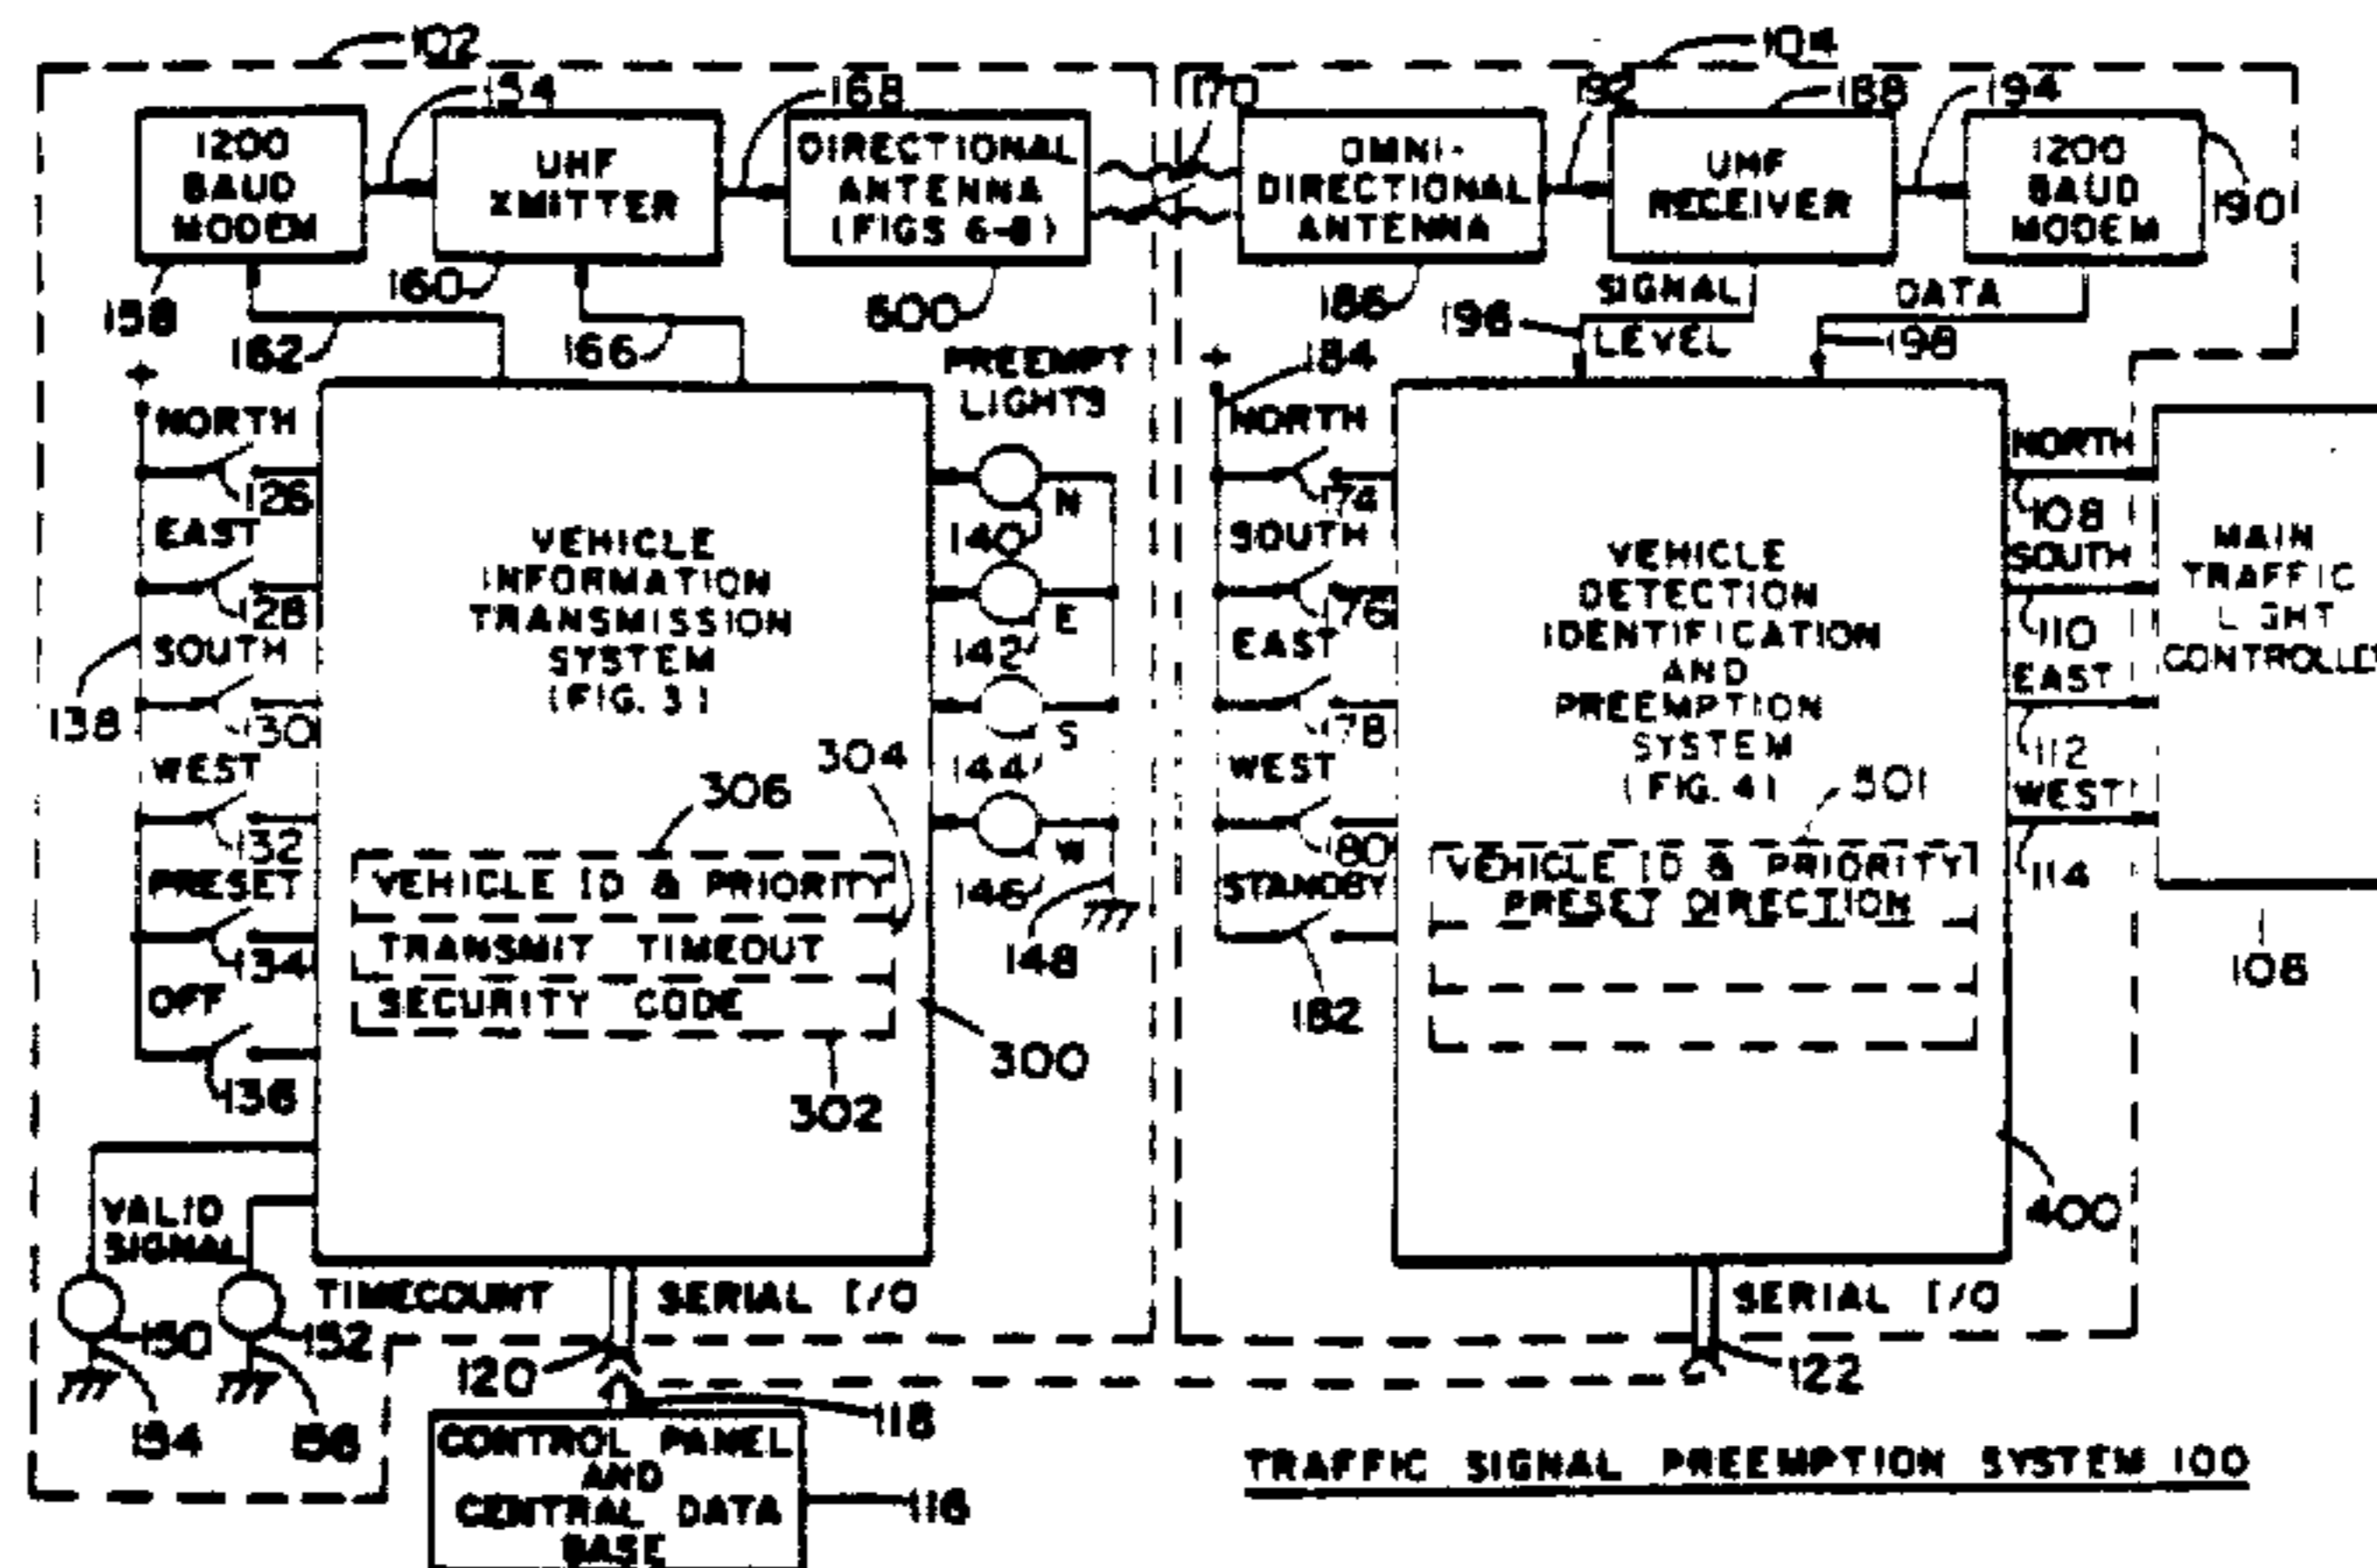 102
104
154
168
170
192
188
194
1200
BAUD
MODEM
UHF
XMITTER
DIRECTIONAL
ANTENNA
(FIGS 6-8)
OMNI-
DIRECTIONAL
ANTENNA
UHF
RECEIVER
1200
BAUD
MODEM
190
158
160
162
166
600
186
196
SIGNAL
LEVEL
DATA
198
184
PREEMPT
LIGHTS
NORTH
126
EAST
128
SOUTH
130
138
WEST
132
PRESET
134
OFF
136
VEHICLE
INFORMATION
TRANSMISSION
SYSTEM
(FIG. 3)
306
304
VEHICLE ID & PRIORITY
TRANSMIT TIMEOUT
SECURITY CODE
300
302
N
140
E
142
S
144
W
146
148
NORTH
174
SOUTH
176
EAST
178
WEST
180
STANDBY
182
VEHICLE
DETECTION
IDENTIFICATION
AND
PREEMPTION
SYSTEM
(FIG. 4)
501
VEHICLE ID & PRIORITY
PRESET DIRECTION
400
NORTH
108
SOUTH
110
EAST
112
WEST
114
MAIN
TRAFFIC
LIGHT
108
VALID
SIGNAL
TIMECOUNT
150
152
154
156
SERIAL I/O
120
118
CONTROL PANEL
AND
CENTRAL DATA
BASE
116
SERIAL I/O
122
TRAFFIC SIGNAL PREEMPTION SYSTEM 100